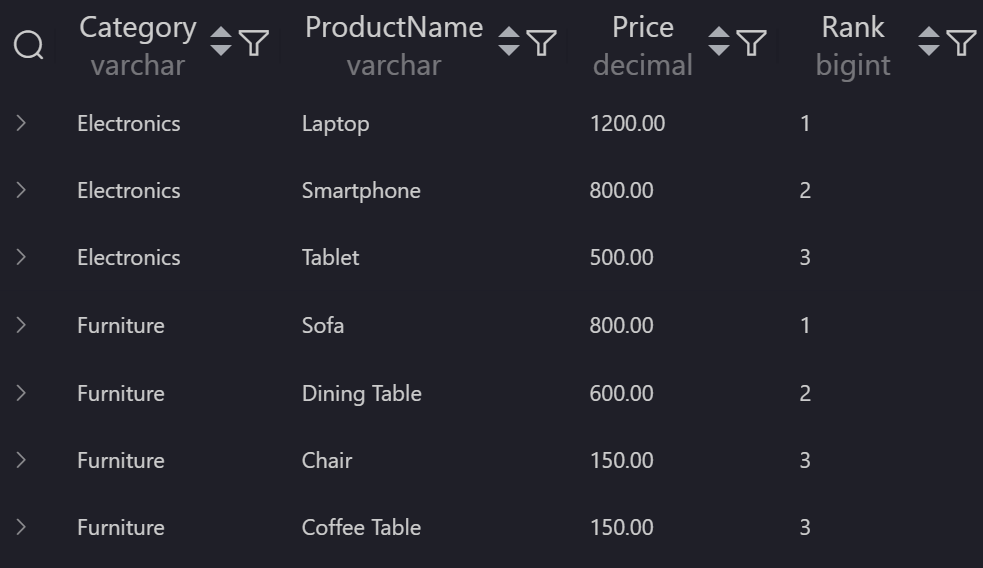 Category ProductName Price Rank
varchar varchar decimal bigint
Electronics Laptop 1200.00 1
Electronics Smartphone 800.00 2
Electronics Tablet 500.00 3
Furniture Sofa 800.00 1
Furniture Dining Table 600.00 2
Furniture Chair 150.00 3
Furniture Coffee Table 150.00 3